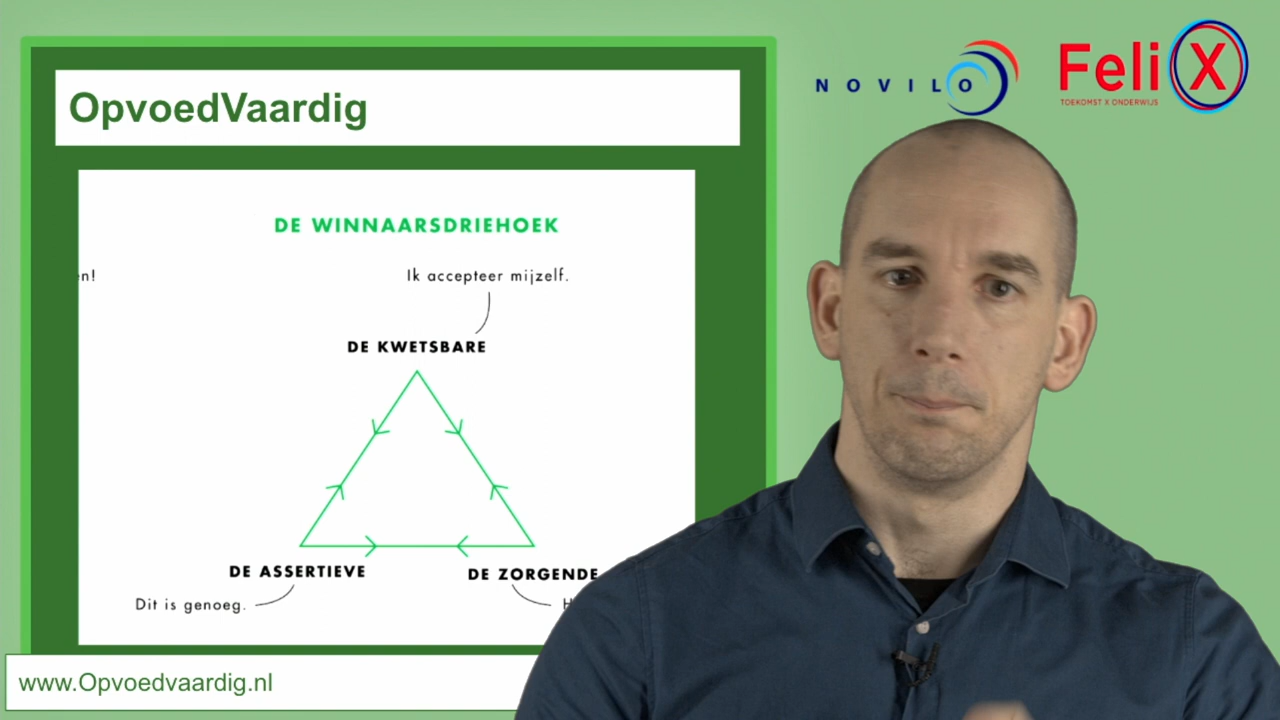 NOVILO
FeliX
TOEKOMST X ONDERWIJS
OpvoedVaardig
DE WINNAARSDRIEHOEK
Ik accepteer mijzelf.
DE KWETSBARE
DE ASSERTIEVE
DE ZORGENDE
Dit is genoeg.
www.Opvoedvaardig.nl